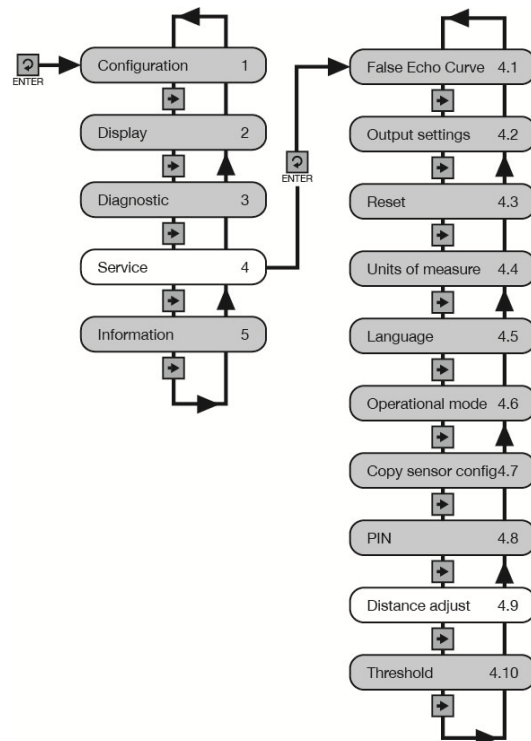 ENTER
Configuration 1
Display 2
Diagnostic 3
Service 4
Information 5
ENTER
False Echo Curve 4.1
Output settings 4.2
Reset 4.3
Units of measure 4.4
Language 4.5
Operational mode 4.6
Copy sensor config4.7
PIN 4.8
Distance adjust 4.9
Threshold 4.10